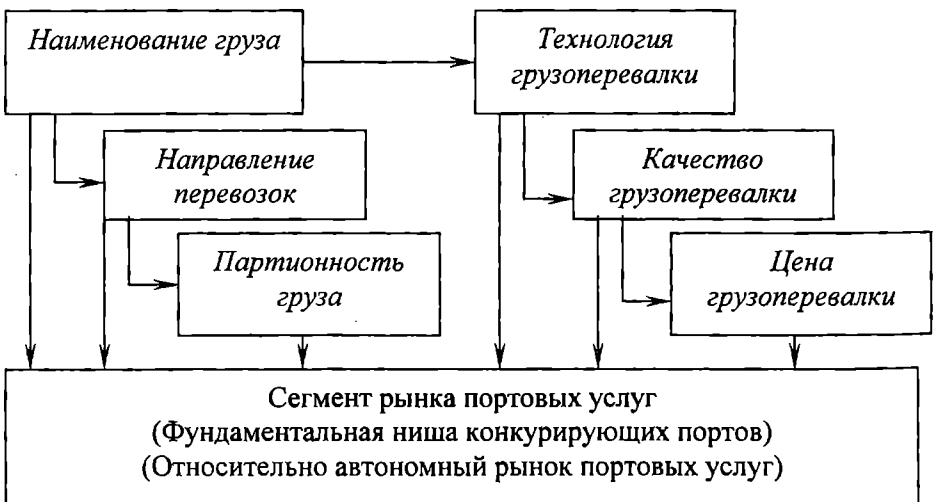 Наименование груза
Технология
грузоперевалки
Направление
перевозок
Качество
грузоперевалки
Партионность
груза
Цена
грузоперевалки
Сегмент рынка портовых услуг
(Фундаментальная ниша конкурирующих портов)
(Относительно автономный рынок портовых услуг)